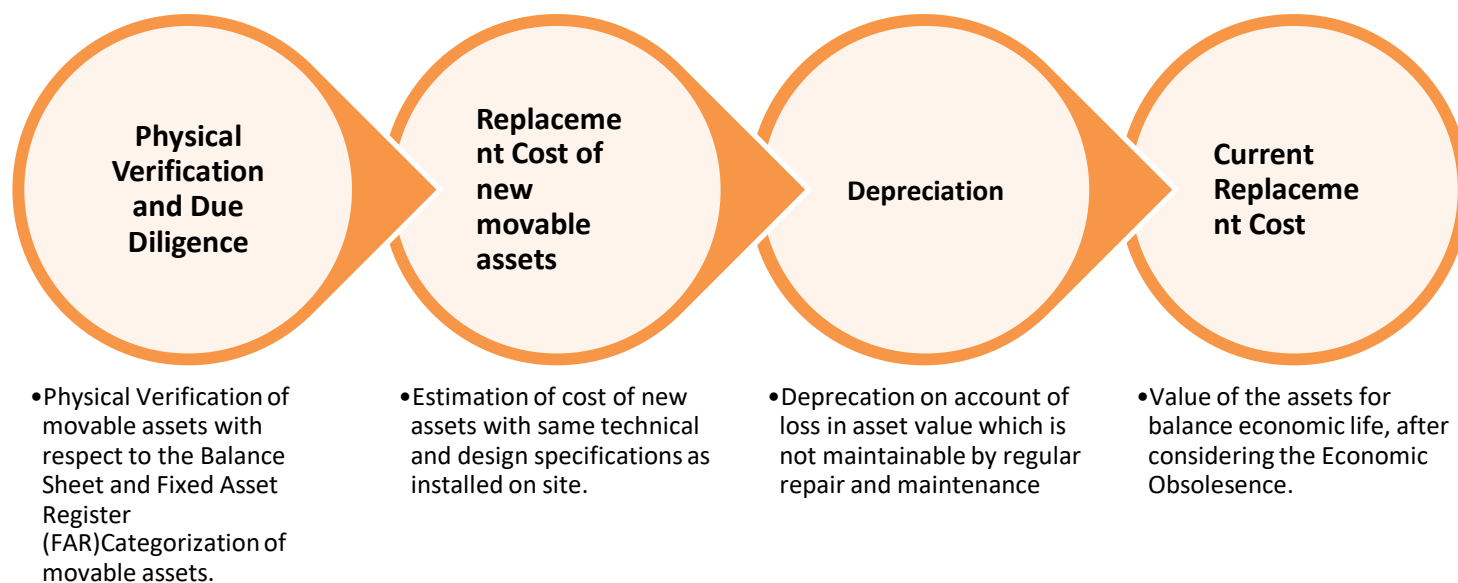 Physical
Verification
and Due
Diligence
•Physical Verification of
movable assets with
respect to the Balance
Sheet and Fixed Asset
Register
(FAR)Categorization of
movable assets.
Replaceme
nt Cost of
new
movable
assets
•Estimation of cost of new
assets with same technical
and design specifications as
installed on site.
Depreciation
•Deprecation on account of
loss in asset value which is
not maintainable by regular
repair and maintenance
Current
Replaceme
nt Cost
•Value of the assets for
balance economic life, after
considering the Economic
Obsolesence.